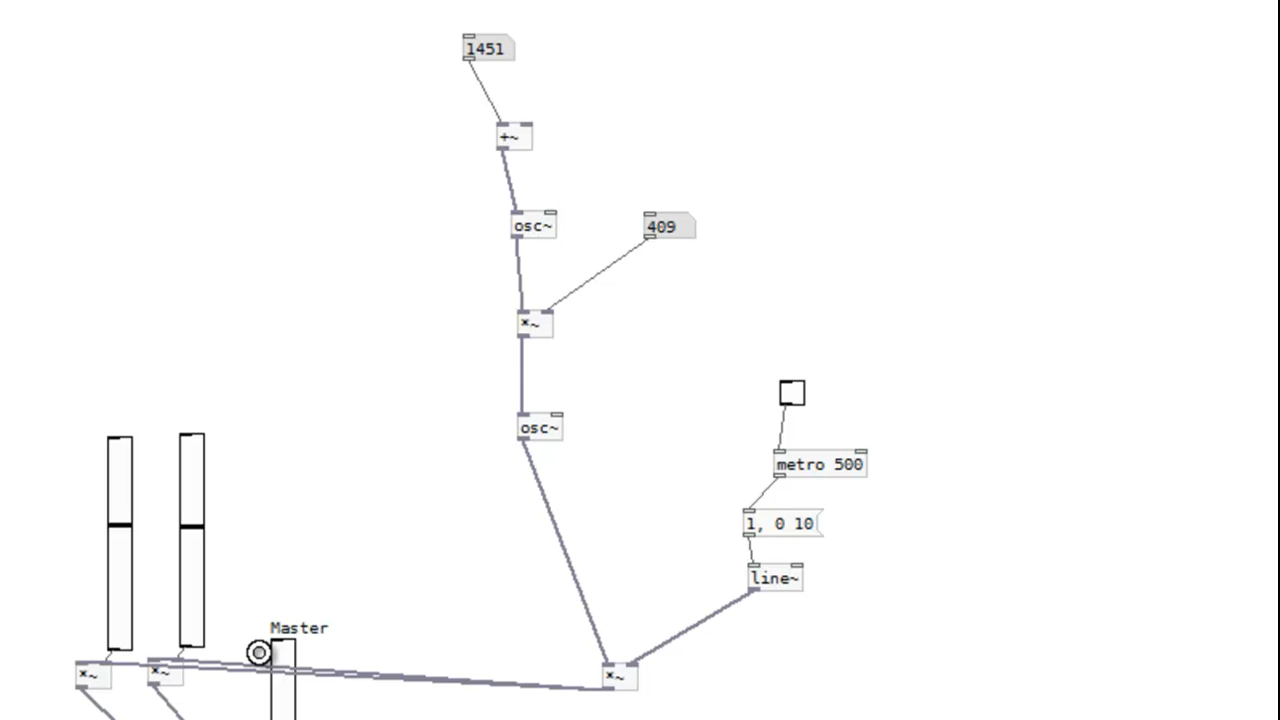 1451
+~
osc~
409
*~
osc~
metro 500
1, 0 10
line~
Master
*~
*~
*~